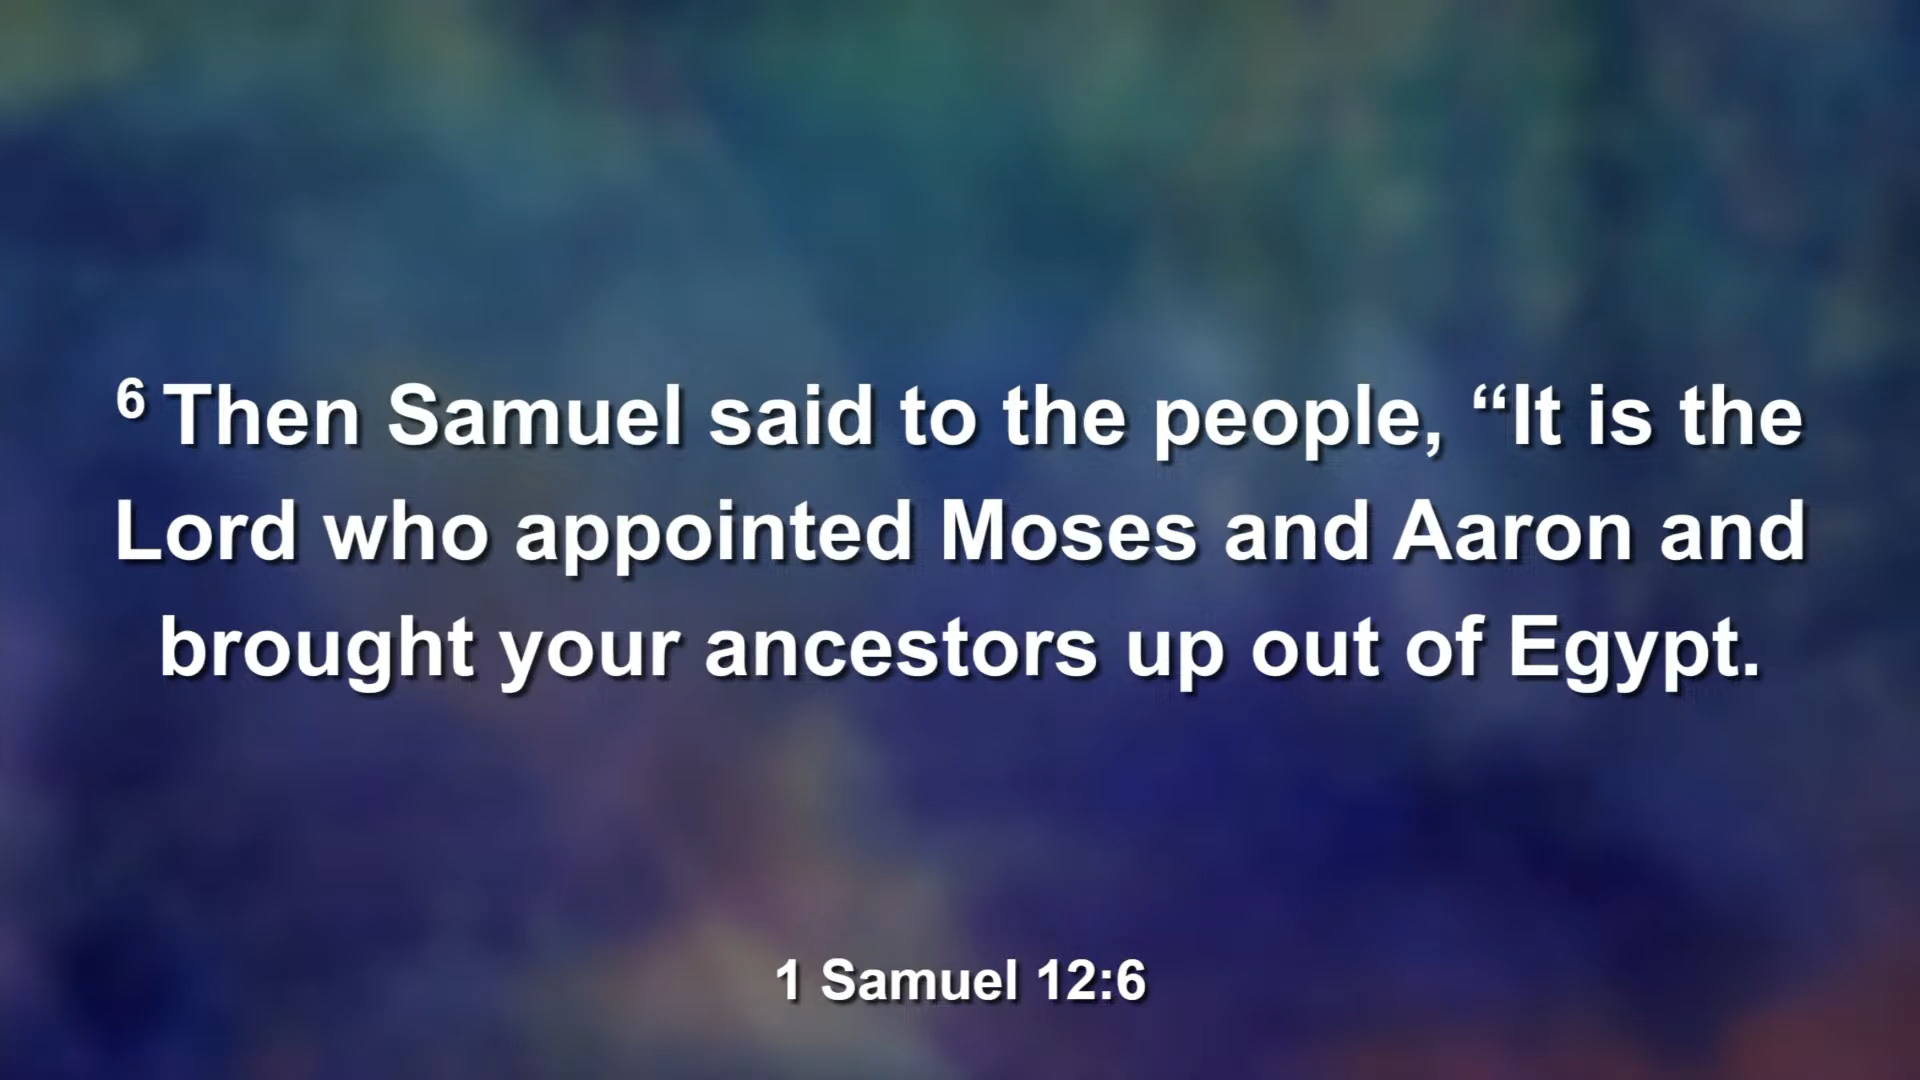 6 Then Samuel said to the people, “It is the
Lord who appointed Moses and Aaron and
brought your ancestors up out of Egypt.
1 Samuel 12:6